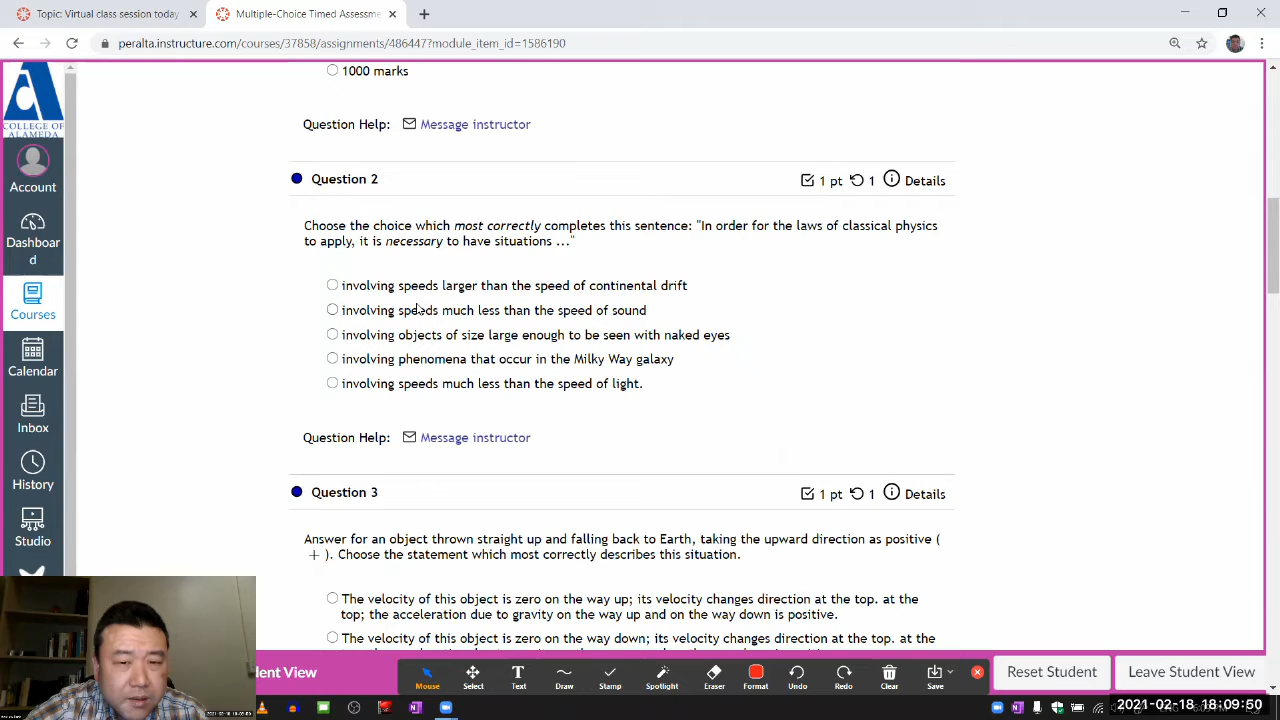 Topic: Virtual class session today
Multiple-Choice Timed Assessme
peralta.instructure.com/courses/37858/assignments/486447?module_item_id=1586190
COLLEGE OF
ALAMEDA
Account
Dashboar
d
Courses
Calendar
Inbox
History
Studio
1000 marks
Question Help: Message instructor
Question 2
1 pt 1 Details
Choose the choice which most correctly completes this sentence: "In order for the laws of classical physics
to apply, it is necessary to have situations ..."
involving speeds larger than the speed of continental drift
involving speeds much less than the speed of sound
involving objects of size large enough to be seen with naked eyes
involving phenomena that occur in the Milky Way galaxy
involving speeds much less than the speed of light.
Question Help: Message instructor
Question 3
1 pt 1 Details
Answer for an object thrown straight up and falling back to Earth, taking the upward direction as positive (
+ ). Choose the statement which most correctly describes this situation.
The velocity of this object is zero on the way up; its velocity changes direction at the top. at the
top; the acceleration due to gravity on the way up and on the way down is positive.
The velocity of this object is zero on the way down; its velocity changes direction at the top. at the
dent View
Mouse
Select
Text
Draw
Stamp
Spotlight
Eraser
Format
Undo
Redo
Clear
Save
Reset Student
Leave Student View
2021-02-18 18:09:50